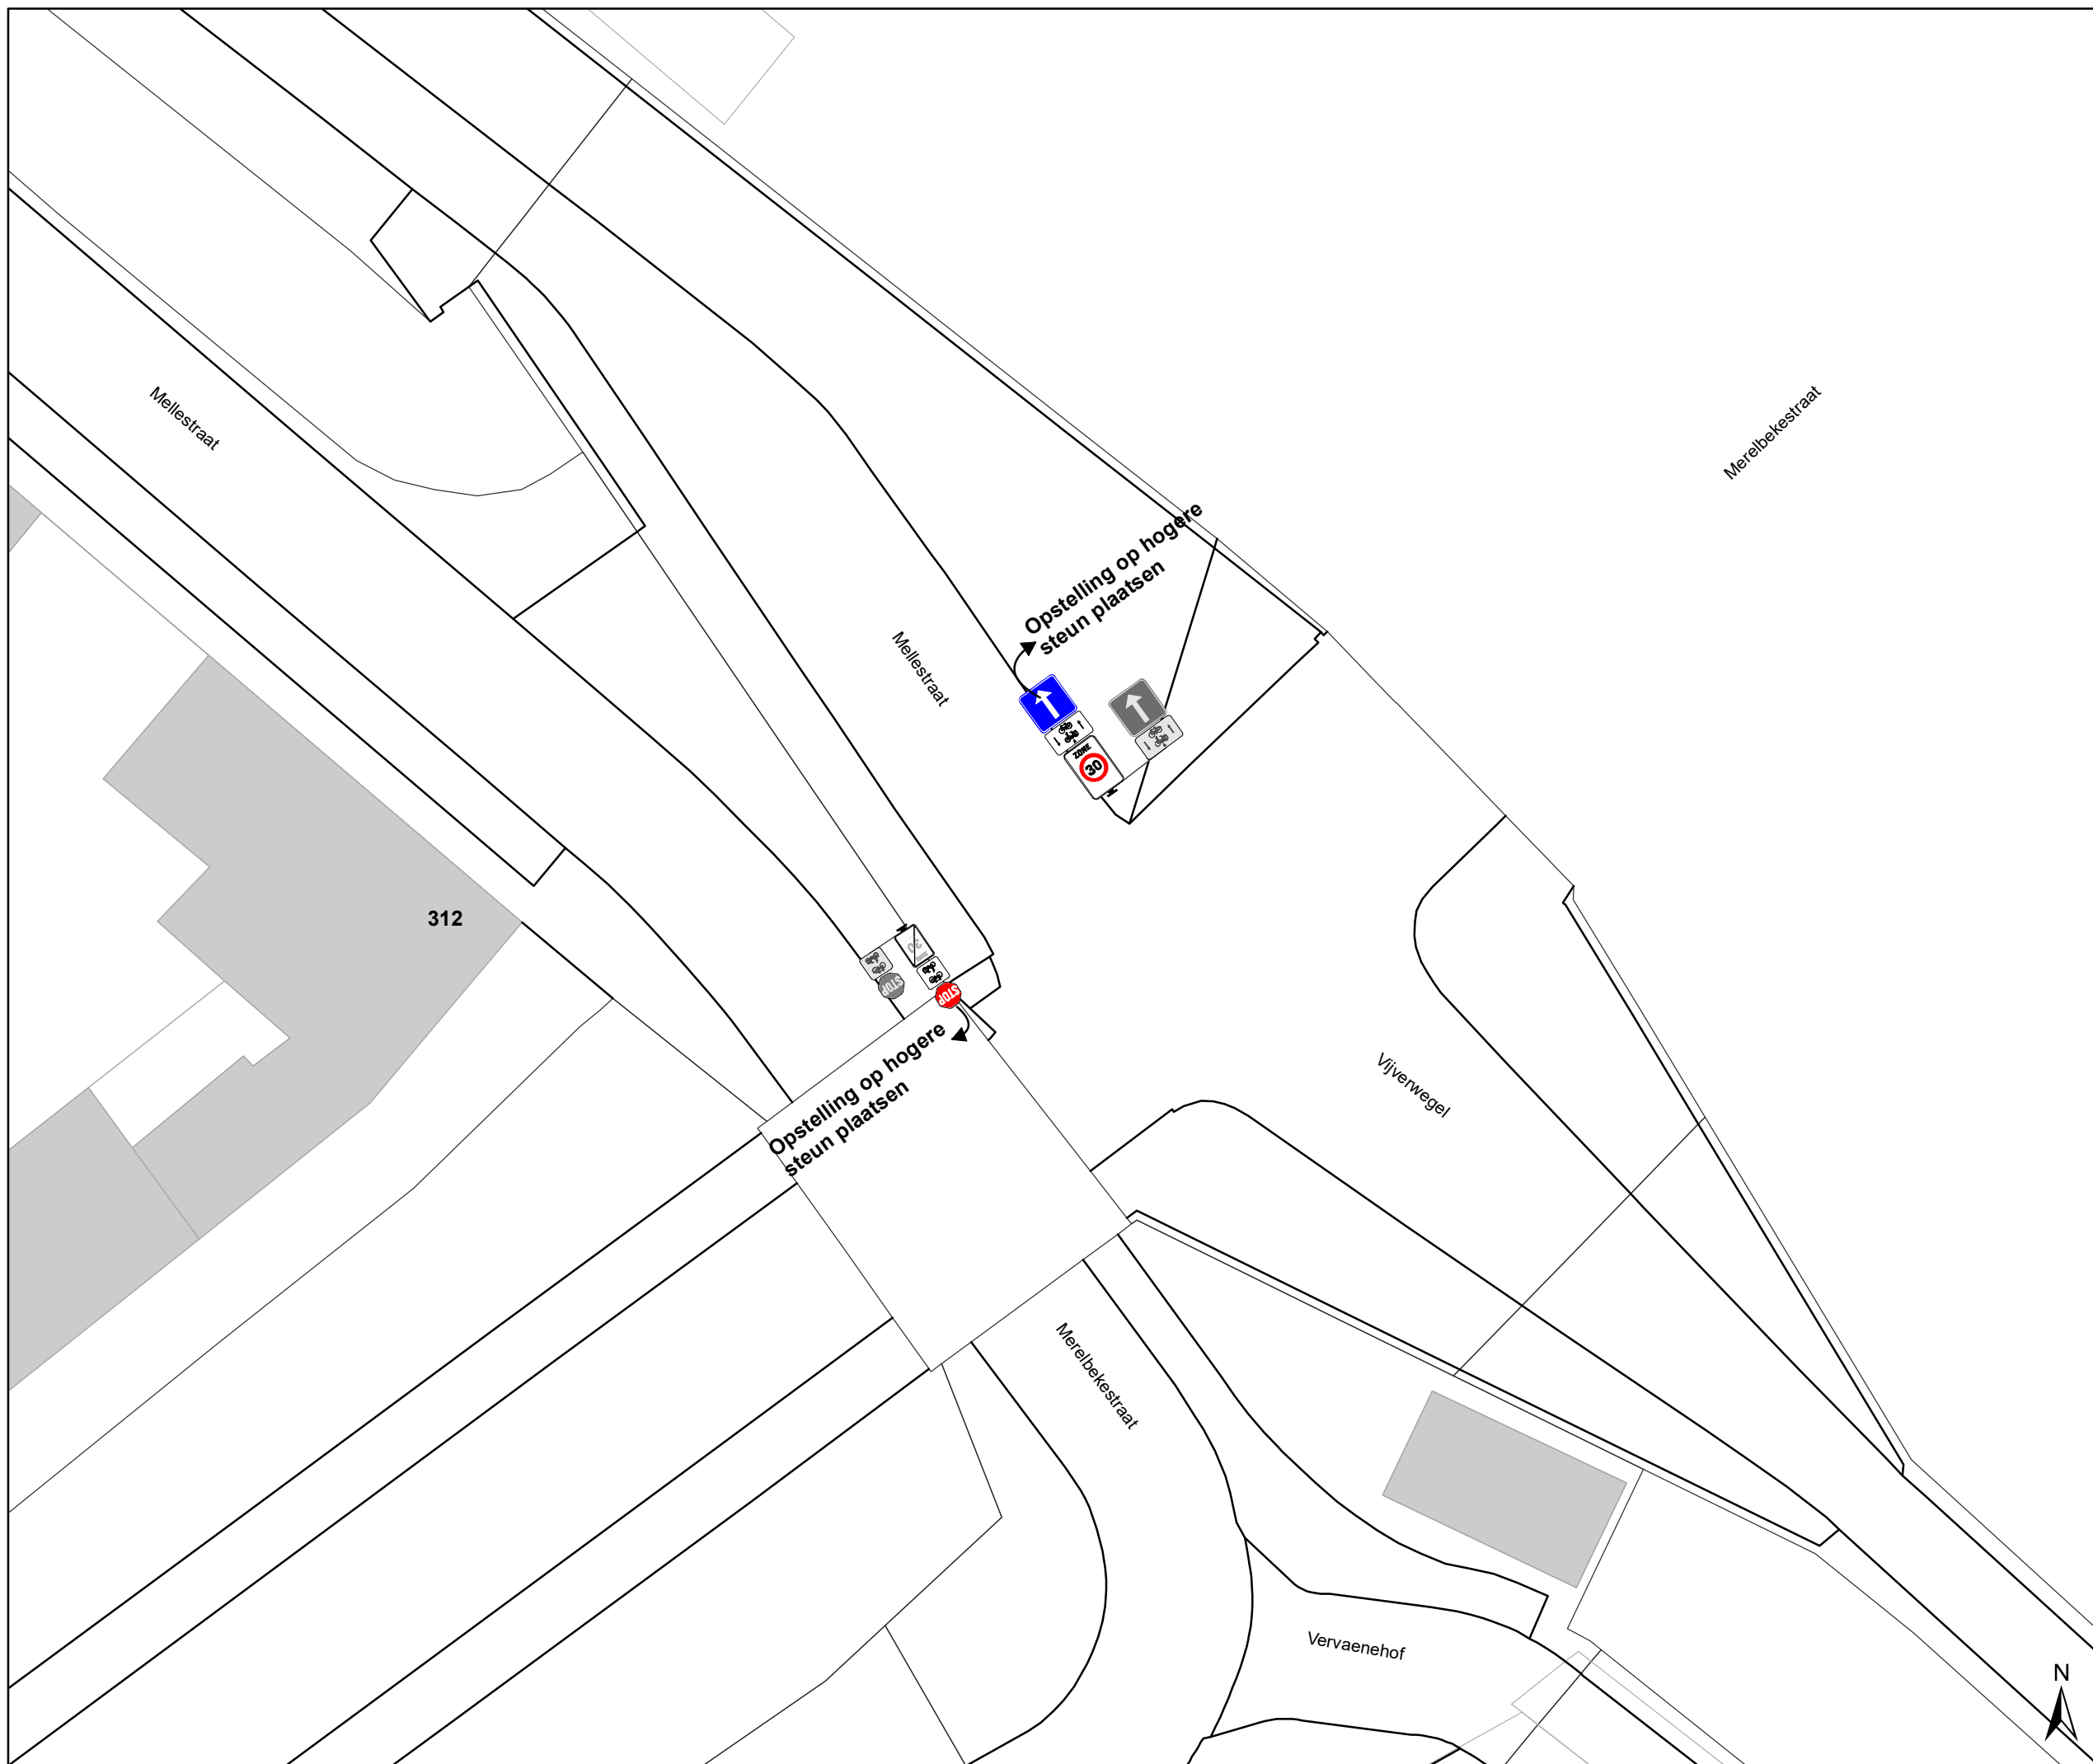 Mellestraat
Merelbekestraat
Opstelling op hogere
steun plaatsen
Mellestraat
ZONE
30
312
STOP
STOP
Opstelling op hogere
steun plaatsen
Vijverwegel
Merelbekestraat
Vervaenehof
N